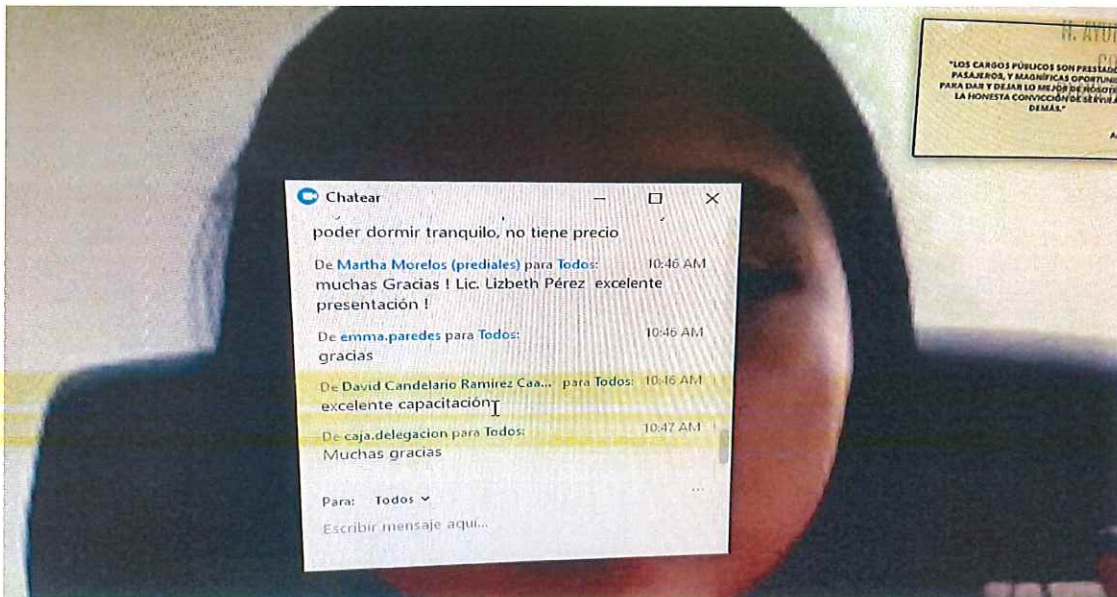 H. AYU
"LOS CARGOS PÚBLICOS SON PRESTADO
PASAJEROS, Y MAGNÍFICAS OPORTUNI
PARA DAR Y DEJAR LO MEJOR DE NOSOTR
LA HONESTA CONVICCIÓN DE SERVIR A
DEMÁS."
Chatear
poder dormir tranquilo, no tiene precio
De Martha Morelos (prediales) para Todos: 10:46 AM
muchas Gracias ! Lic. Lizbeth Pérez excelente
presentación !
De emma.paredes para Todos: 10:46 AM
gracias
De David Candelario Ramirez Caa... para Todos: 10:46 AM
excelente capacitación
De caja.delegacion para Todos: 10:47 AM
Muchas gracias
Para: Todos
...
Escribir mensaje aquí...